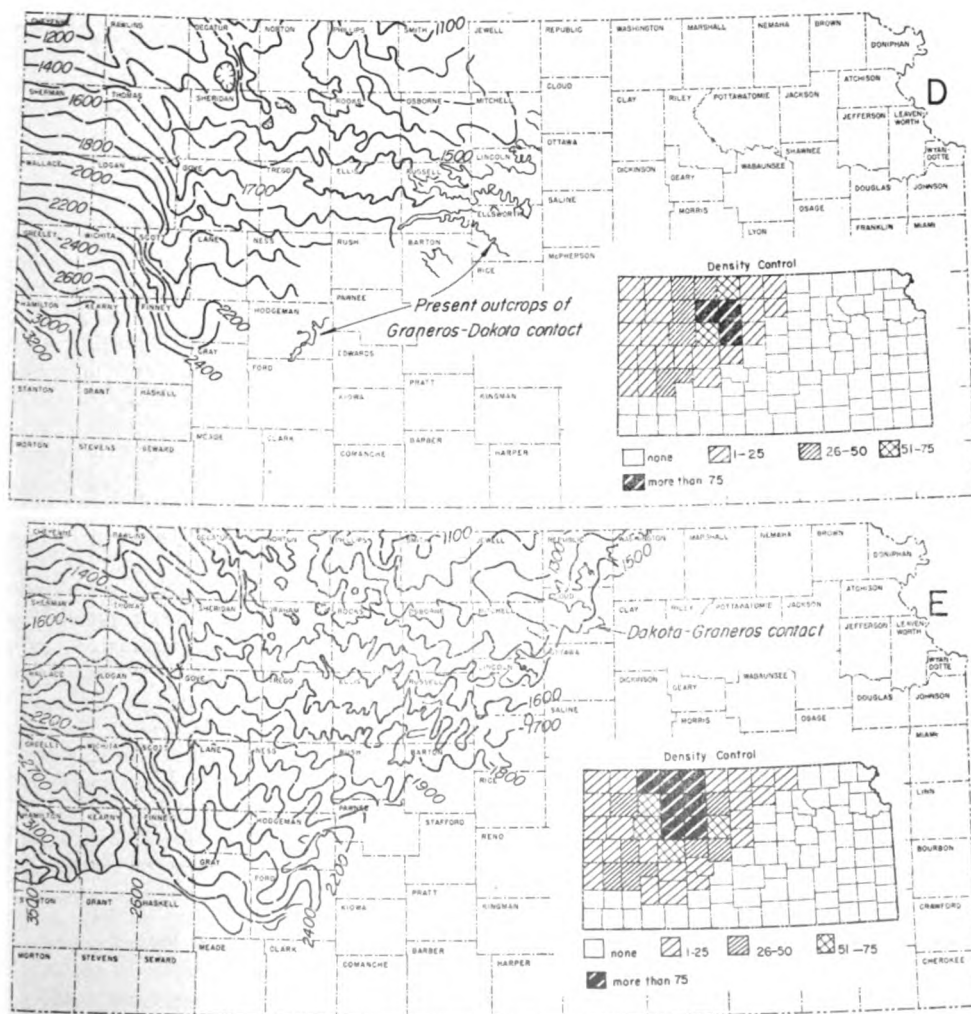 CHEYENNE RAWLINS DECATUR NORTON PHILLIPS SMITH 1100 JEWELL REPUBLIC WASHINGTON MARSHALL NEMAHA BROWN
DONIPHAN
1200
1400
ATCHISON
D
SHERMAN THOMAS SHERIDAN ROOKS OSBORNE MITCHELL CLOUD CLAY RILEY POTTAWATOMIE JACKSON
1600
JEFFERSON LEAVEN WORTH
1800
OTTAWA
SHAWNEE
WYAN DOTTE
WALLACE LOGAN GOVE TREGO ELLIS RUSSELL 1500 LINCOLN
1700
2000
DICKINSON GEARY WABAUNSEE
DOUGLAS JOHNSON
2200
ELLSWORTH SALINE MORRIS OSAGE
LYON FRANKLIN MIAMI
GREELEY WICHITA SCOTT LANE NESS RUSH BARTON
2400
RICE McPHERSON
2600
Density Control
HAMILTON KEARNY FINNEY HODGEMAN PAWNEE
3000
2200
Present outcrops of
Graneros-Dakota contact
3200
GRAY 2400 FORD EDWARDS
STANTON GRANT HASKELL KIOWA PRATT KINGMAN
none 1-25 26-50 51-75
more than 75
MORTON STEVENS SEWARD MEADE CLARK COMANCHE BARBER HARPER
CHEYENNE RAWLINS DECATUR NORTON PHILLIPS SMITH 1100 JEWELL REPUBLIC WASHINGTON MARSHALL NEMAHA BROWN
1500
DONIPHAN
1400
ATCHISON
E
SHERMAN THOMAS SHERIDAN GRAHAM ROOKS OSBORNE MITCHELL CLAY RILEY POTTAWATOMIE JACKSON
1600
Dakota-Graneros contact
JEFFERSON LEAVEN WORTH
OTTAWA
WYAN DOTTE
WALLACE LOGAN GOVE TREGO ELLIS RUSSELL LINCOLN
1600
DICKINSON GEARY WABAUNSEE
DOUGLAS JOHNSON
2200
1700
SALINE MORRIS OSAGE
MIAMI
GREELEY WICHITA SCOTT LANE NESS RUSH BARTON 1800
2700
1900 RICE
Density Control
LINN
HAMILTON KEARNY FINNEY HODGEMAN PAWNEE STAFFORD
3100
RENO
GRAY
FORD 2200
BOURBON
STANTON GRANT HASKELL KIOWA PRATT KINGMAN
3500 2600 2400
CRAWFORD
none 1-25 26-50 51-75
more than 75
MORTON STEVENS SEWARD MEADE CLARK COMANCHE BARBER HARPER CHEROKEE